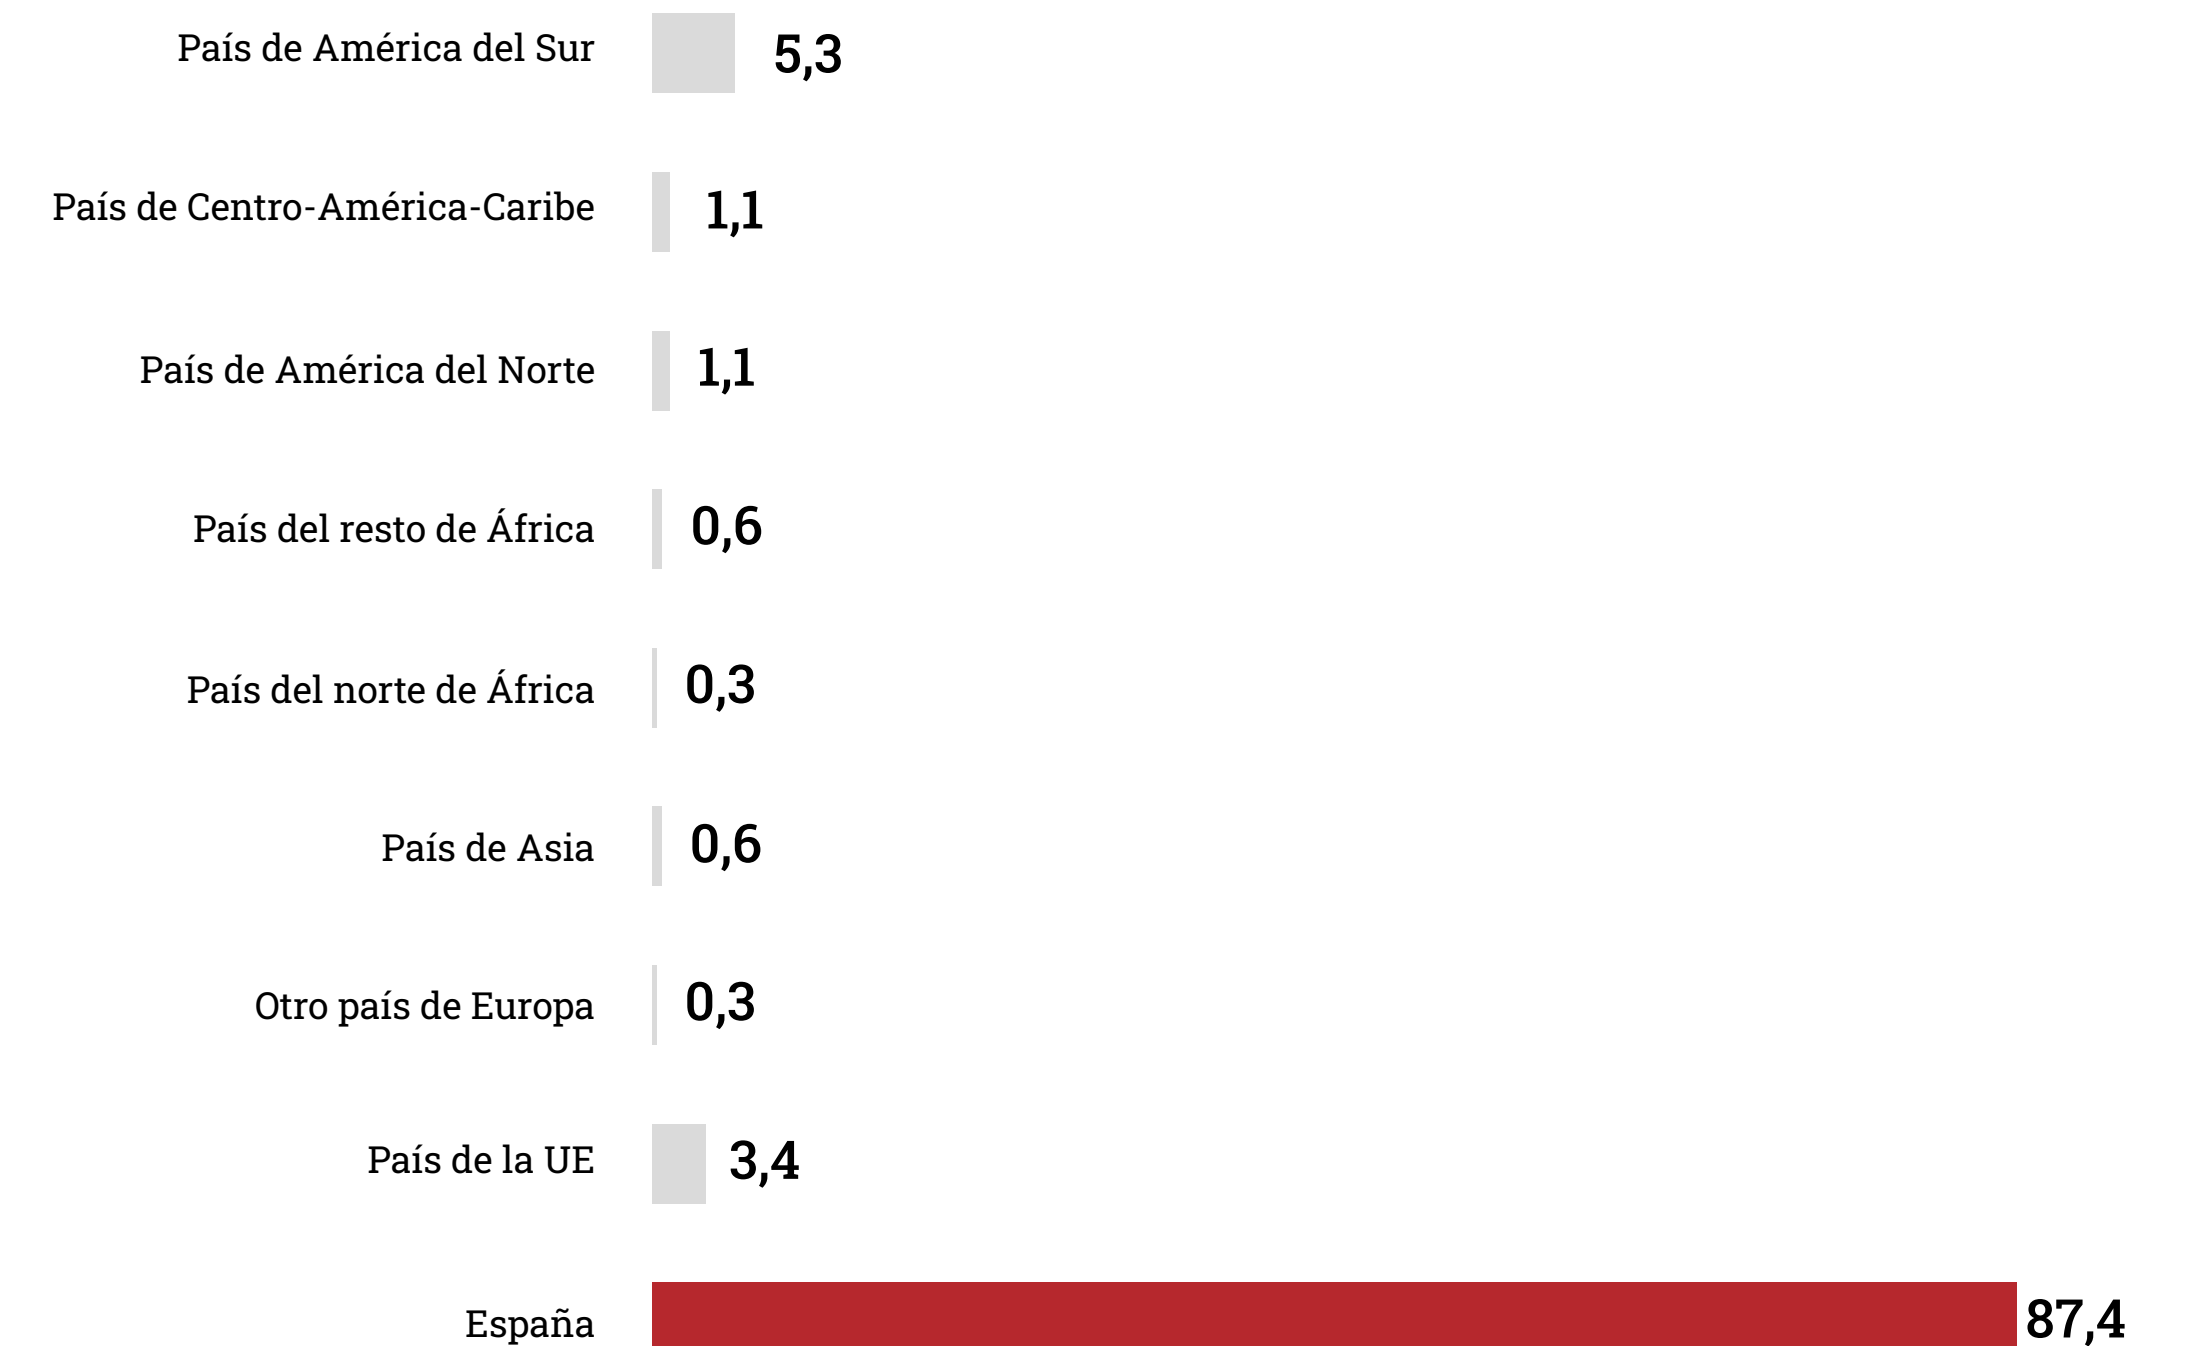 País de América del Sur 5,3
País de Centro-América-Caribe 1,1
País de América del Norte 1,1
País del resto de África 0,6
País del norte de África 0,3
País de Asia 0,6
Otro país de Europa 0,3
País de la UE 3,4
España 87,4